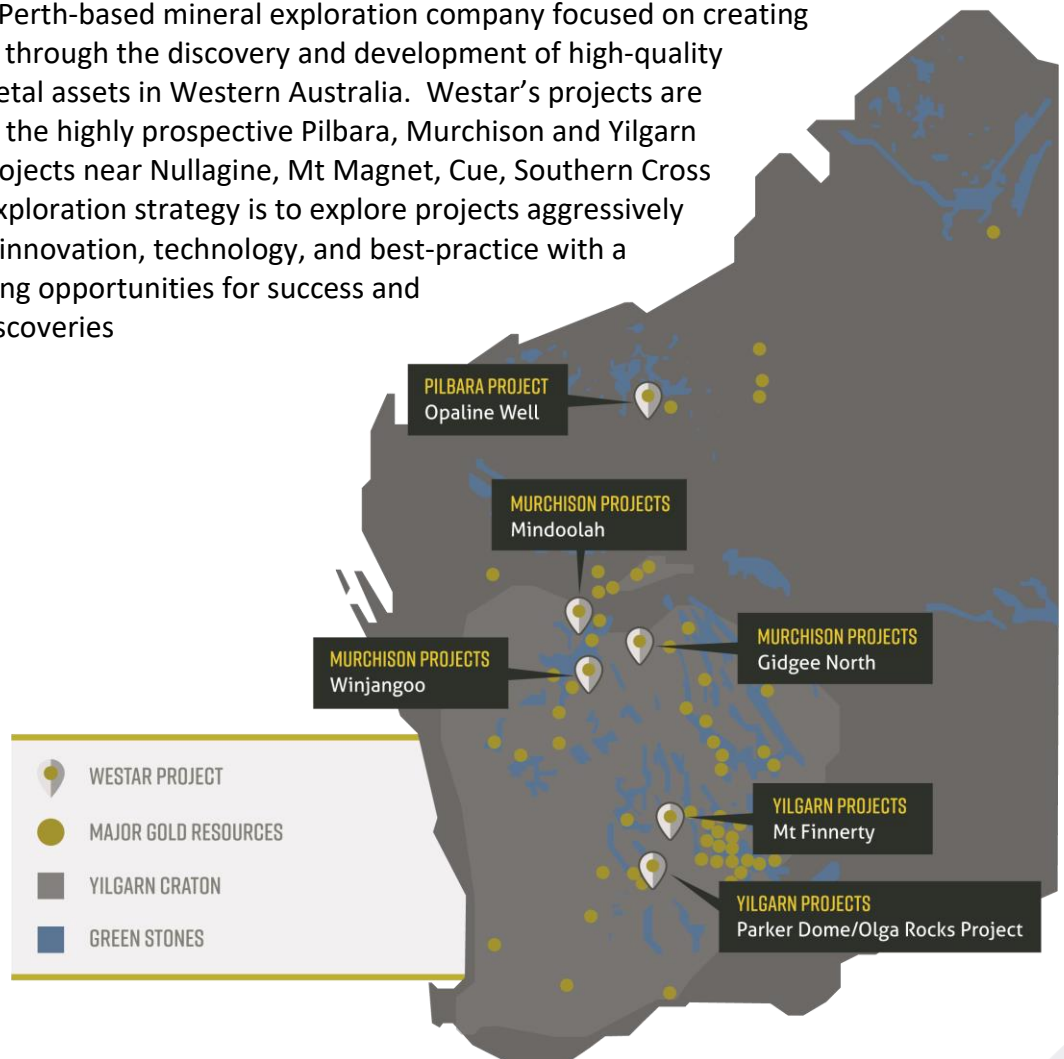 Perth-based mineral exploration company focused on creating
through the discovery and development of high-quality
etal assets in Western Australia. Westar’s projects are
the highly prospective Pilbara, Murchison and Yilgarn
ojects near Nullagine, Mt Magnet, Cue, Southern Cross
xploration strategy is to explore projects aggressively
innovation, technology, and best-practice with a
ng opportunities for success and
scoveries
PILBARA PROJECT
Opaline Well
MURCHISON PROJECTS
Mindoolah
MURCHISON PROJECTS
Gidgee North
MURCHISON PROJECTS
Winjangoo
WESTAR PROJECT
MAJOR GOLD RESOURCES
YILGARN CRATON
GREEN STONES
YILGARN PROJECTS
Mt Finnerty
YILGARN PROJECTS
Parker Dome/Olga Rocks Project